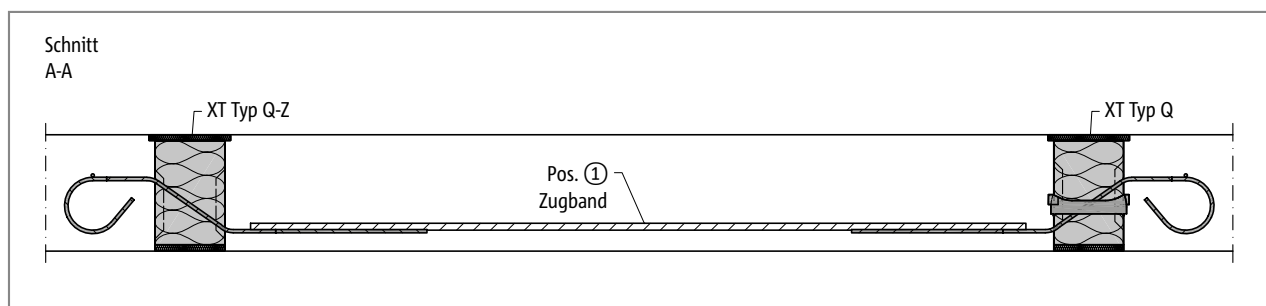 Schnitt
A-A
XT Typ Q-Z
XT Typ Q
Pos. ①
Zugband